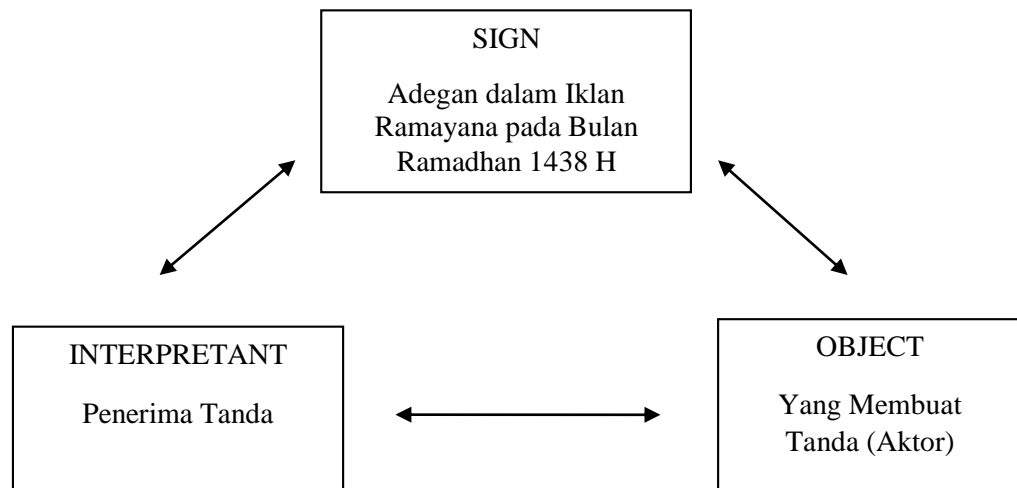 SIGN
Adegan dalam Iklan
Ramayana pada Bulan
Ramadhan 1438 H
INTERPRETANT
Penerima Tanda
OBJECT
Yang Membuat
Tanda (Aktor)